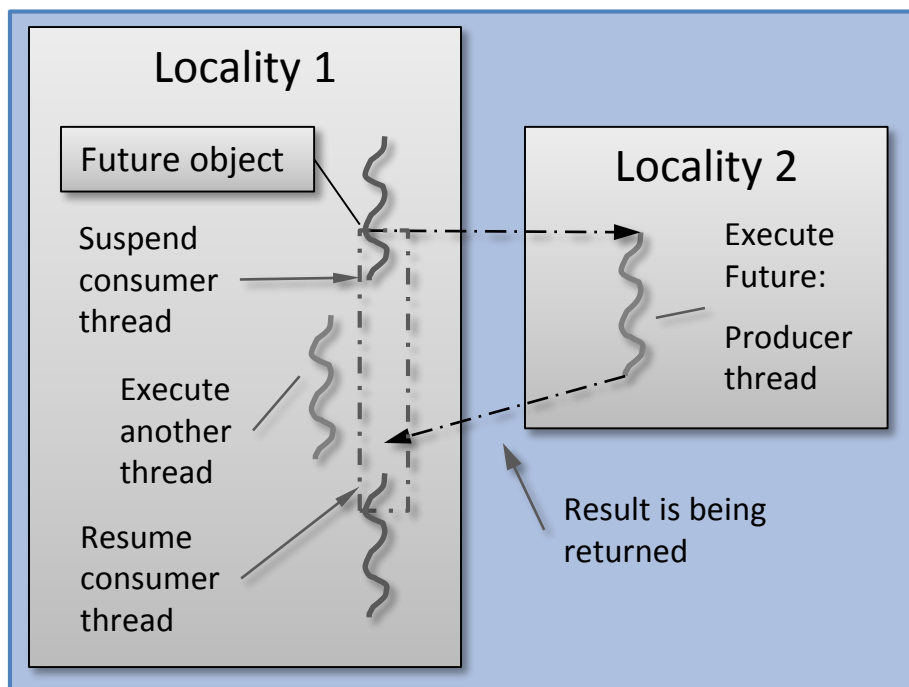 Locality 1
Future object
Suspend
consumer
thread
Execute
another
thread
Resume
consumer
thread
Locality 2
Execute
Future:
Producer
thread
Result is being
returned